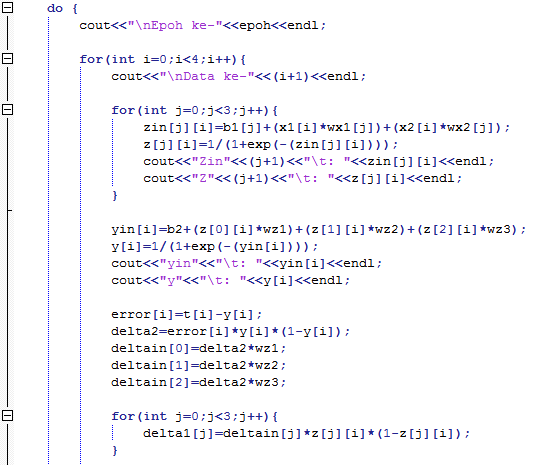 do {
cout<<"\nEpoh ke-"<<epoh<<endl;
for(int i=0;i<4;i++){
cout<<"\nData ke-"<<(i+1)<<endl;
for(int j=0;j<3;j++){
zin[j][i]=b1[j]+(x1[i]*wx1[j])+(x2[i]*wx2[j]);
z[j][i]=1/(1+exp(-(zin[j][i])));
cout<<"Zin"<<(j+1)<<"\t: "<<zin[j][i]<<endl;
cout<<"Z"<<(j+1)<<"\t: "<<z[j][i]<<endl;
}
yin[i]=b2+(z[0][i]*wz1)+(z[1][i]*wz2)+(z[2][i]*wz3);
y[i]=1/(1+exp(-(yin[i])));
cout<<"yin"<<"\t: "<<yin[i]<<endl;
cout<<"y"<<"\t: "<<y[i]<<endl;
error[i]=t[i]-y[i];
delta2=error[i]*y[i]*(1-y[i]);
deltain[0]=delta2*wz1;
deltain[1]=delta2*wz2;
deltain[2]=delta2*wz3;
for(int j=0;j<3;j++){
delta1[j]=deltain[j]*z[j][i]*(1-z[j][i]);
}